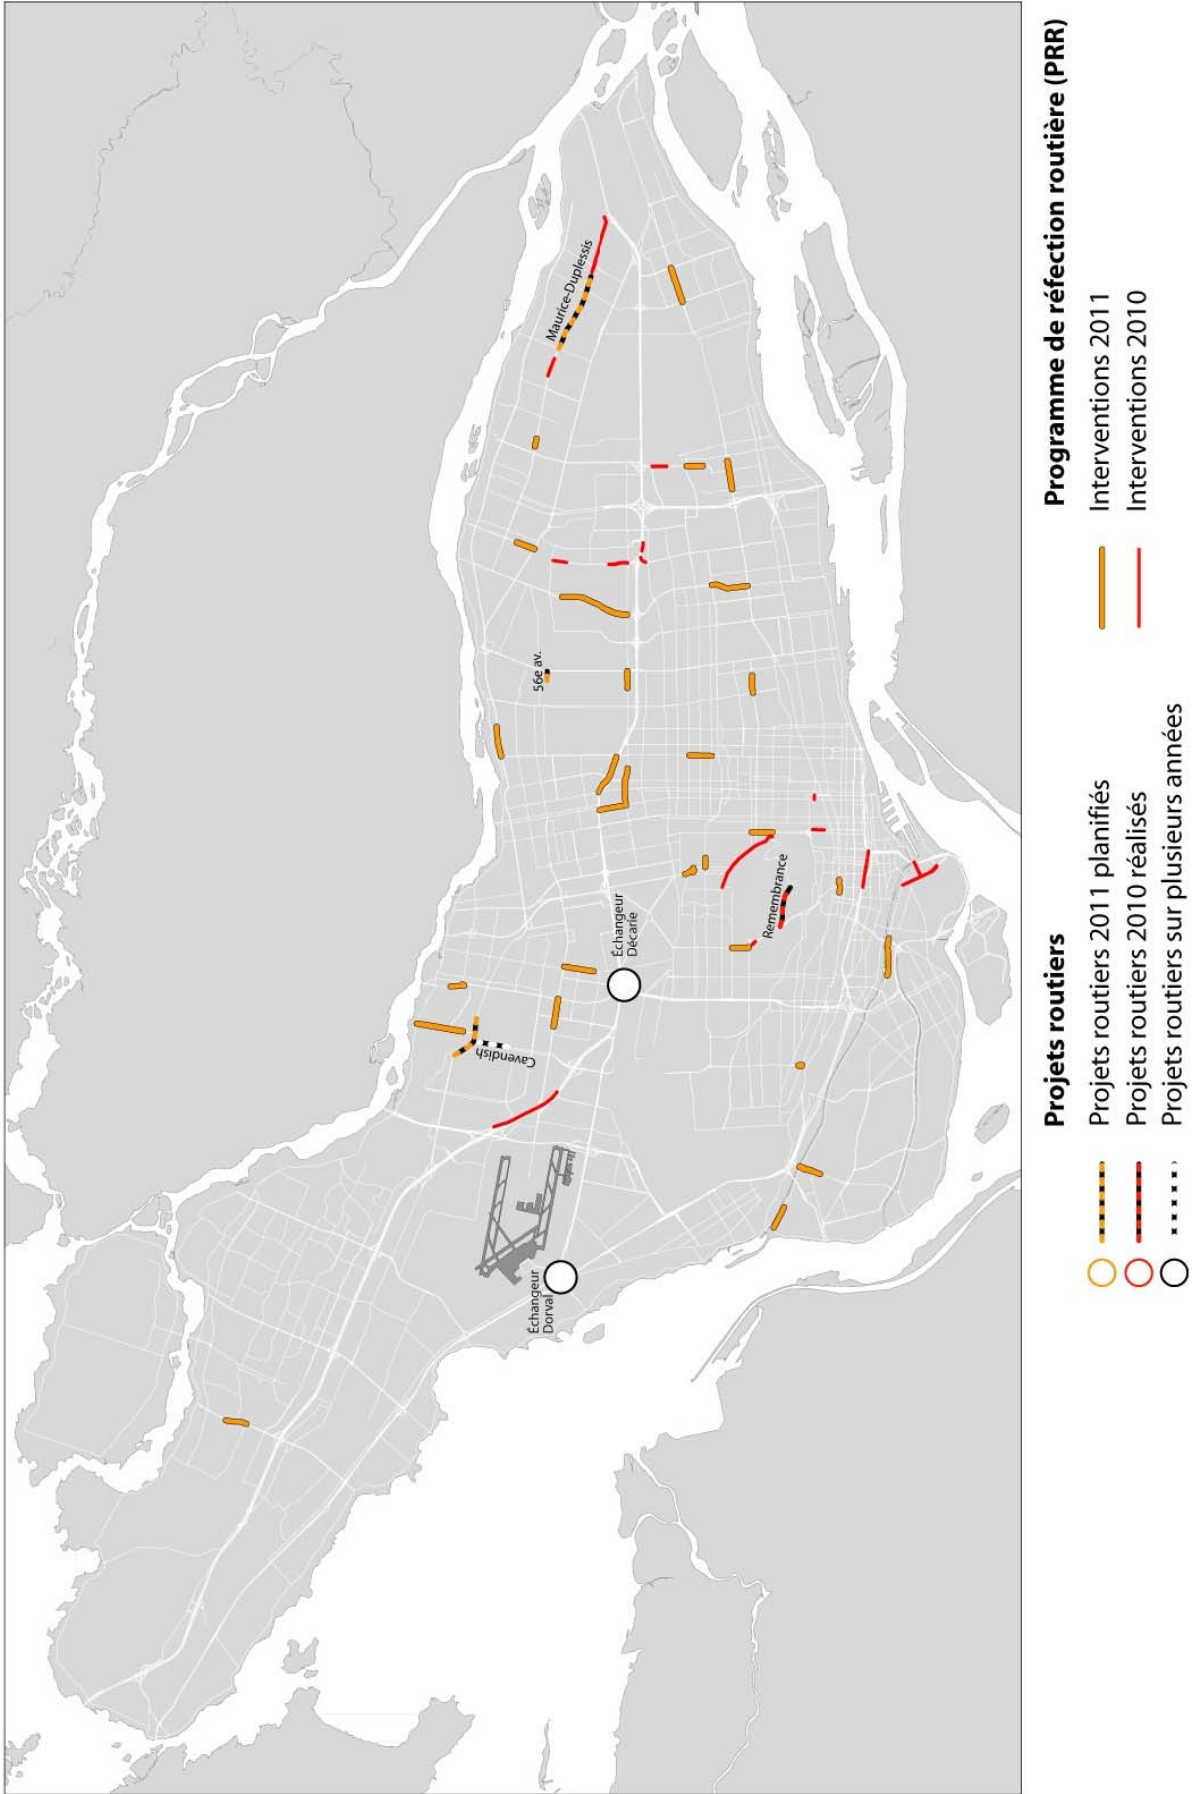 Maurice-Duplessis
56e av.
Remembrance
Échangeur
Décarie
Cavendish
Échangeur
Dorval
Projets routiers
Projets routiers 2011 planifiés
Projets routiers 2010 réalisés
Projets routiers sur plusieurs années
Programme de réfection routière (PRR)
Interventions 2011
Interventions 2010